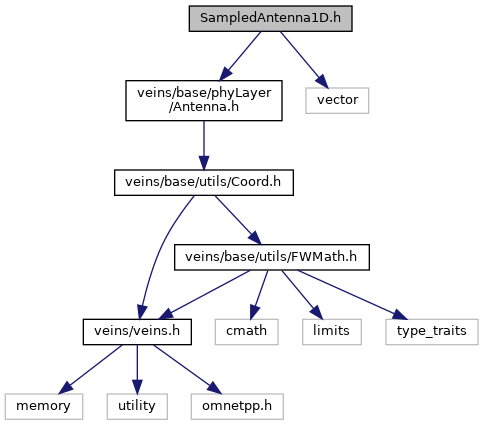 SampledAntenna1D.h
veins/base/phyLayer
/Antenna.h
vector
veins/base/utils/Coord.h
veins/base/utils/FWMath.h
veins/veins.h
cmath
limits
type_traits
memory
utility
omnetpp.h